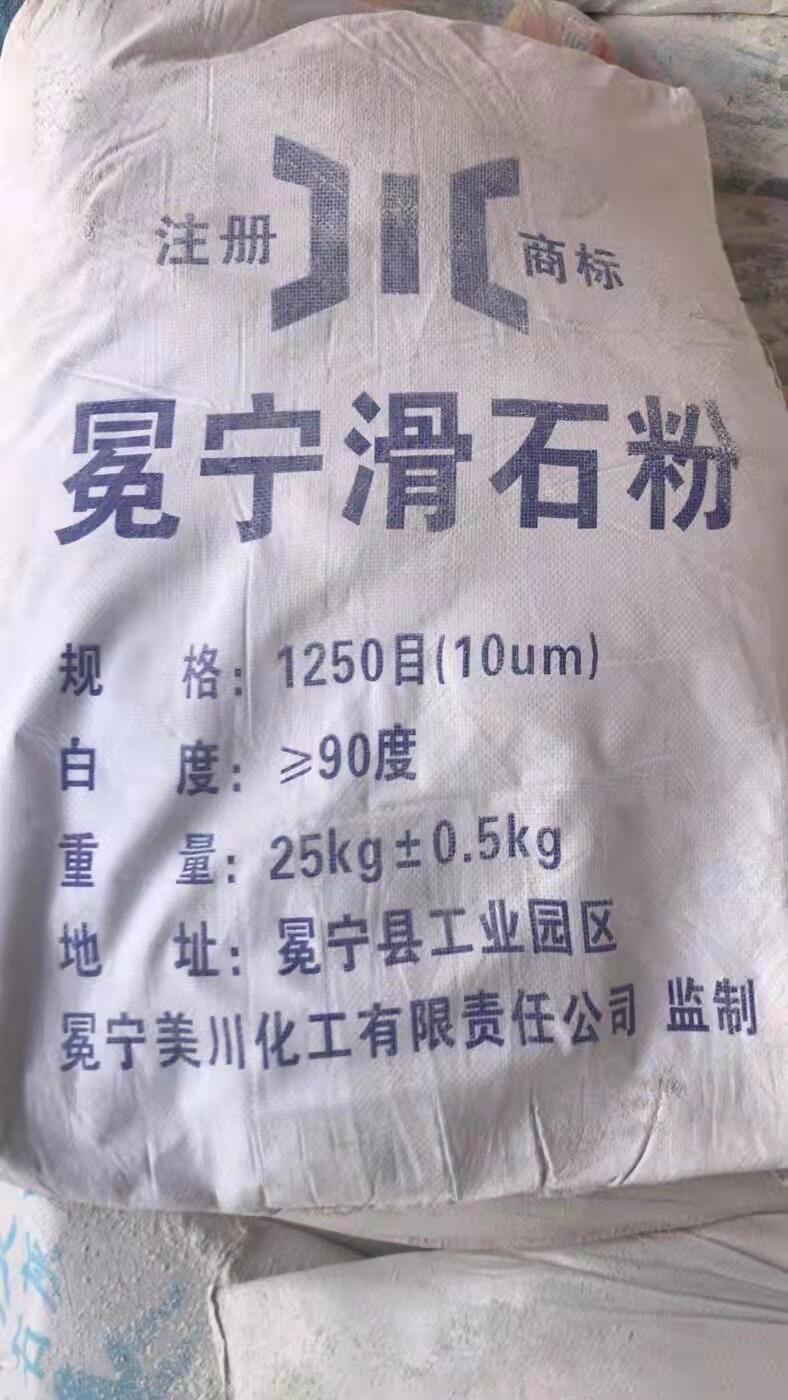 注册 商标
冕宁滑石粉
规 格：1250目(10um)
白 度：≥90度
重 量：25kg±0.5kg
地 址：冕宁县工业园区
冕宁美川化工有限责任公司 监制